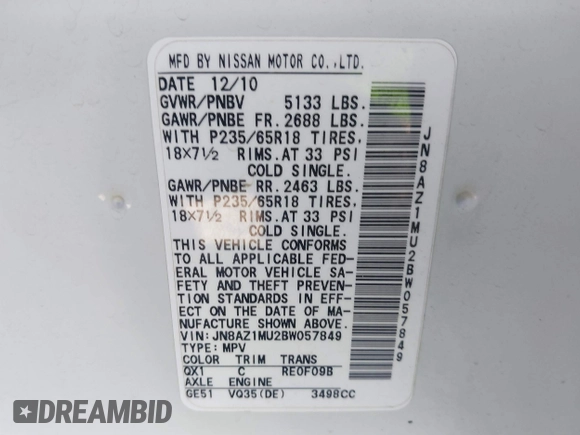 MFD BY NISSAN MOTOR CO.,LTD.
DATE 12/10
GVWR/PNBV 5133 LBS.
GAWR/PNBE FR. 2688 LBS.
WITH P235/65R18 TIRES,
18×7½ RIMS.AT 33 PSI
COLD SINGLE.
GAWR/PNBE RR. 2463 LBS.
WITH P235/65R18 TIRES,
18×7½ RIMS.AT 33 PSI
COLD SINGLE.
THIS VEHICLE CONFORMS
TO ALL APPLICABLE FED-
ERAL MOTOR VEHICLE SA-
FETY AND THEFT PREVEN-
TION STANDARDS IN EFF-
ECT ON THE DATE OF MA-
NUFACTURE SHOWN ABOVE.
VIN:JN8AZ1MU2BW057849
TYPE:MPV
COLOR TRIM TRANS
QX1 C RE0F09B
AXLE ENGINE
GE51 VQ35(DE) 3498CC
JN8AZ1MU2BW057849
EPICVIN
EPICVIN
EPICVIN